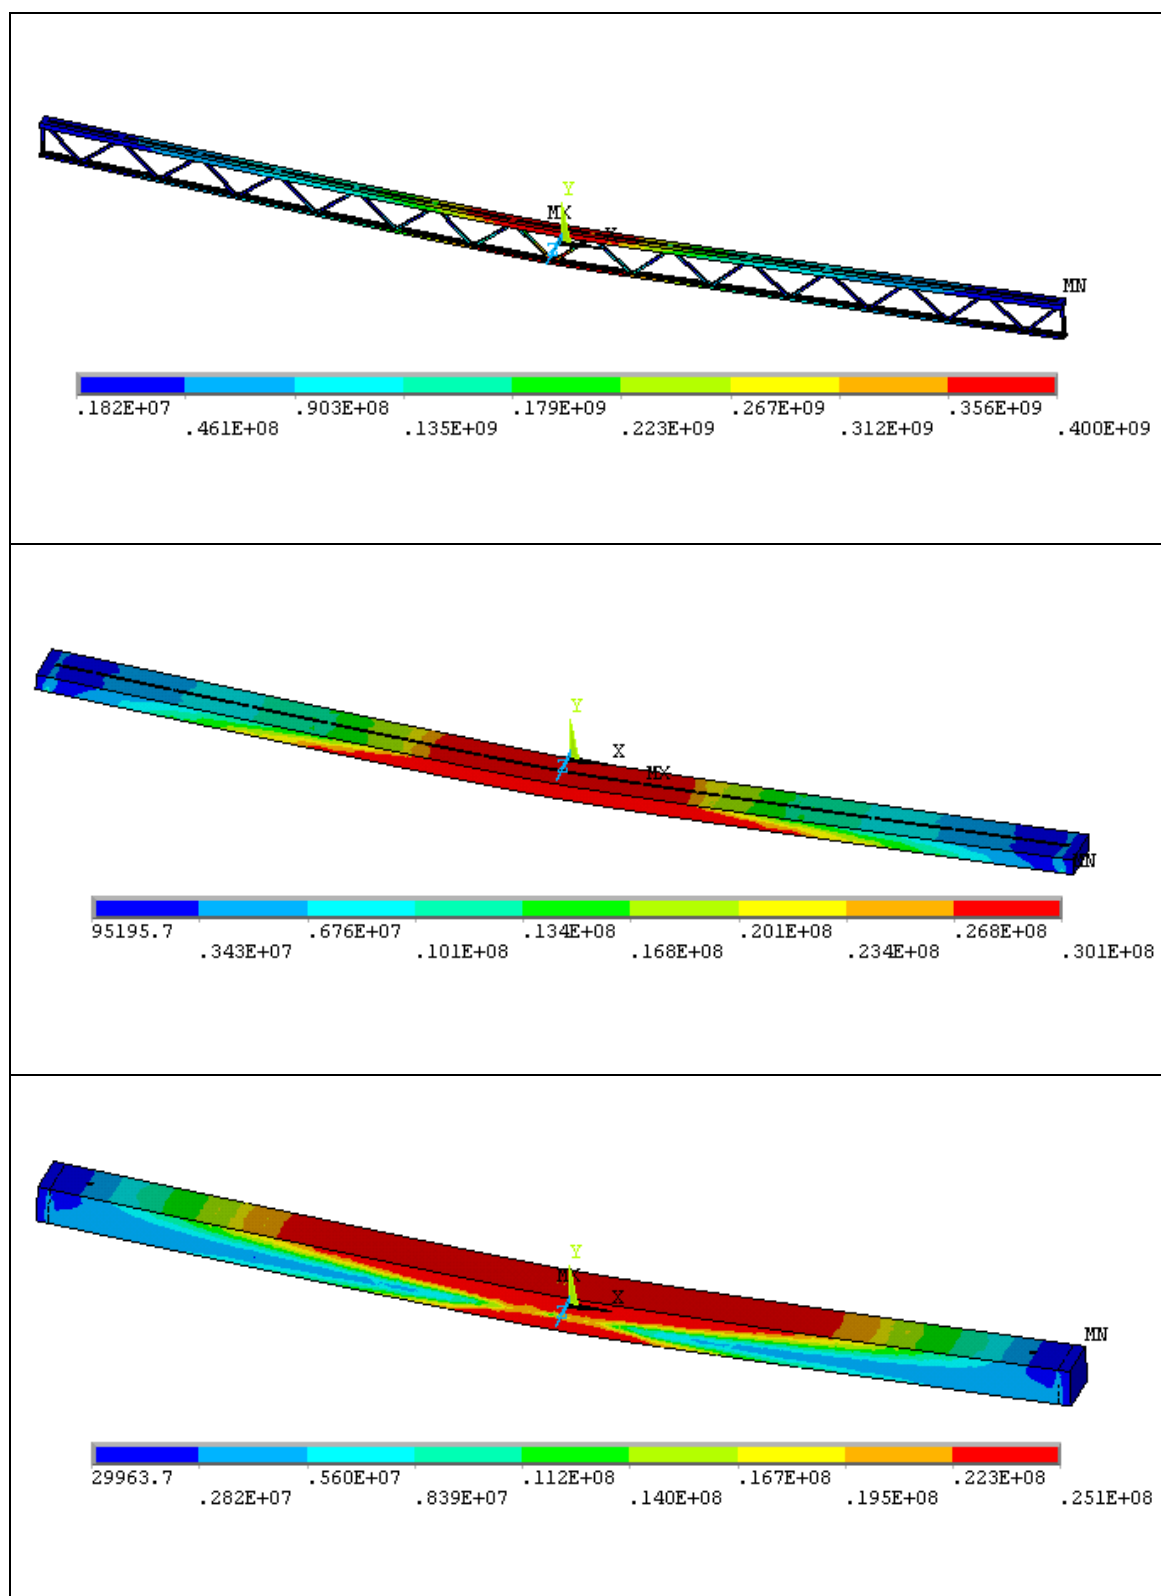 Y
MX
X
Z
MN
.182E+07 .903E+08 .179E+09 .267E+09 .356E+09
.461E+08 .135E+09 .223E+09 .312E+09 .400E+09
Y
X
Z
MX
MN
95195.7 .676E+07 .134E+08 .201E+08 .268E+08
.343E+07 .101E+08 .168E+08 .234E+08 .301E+08
Y
MX
X
Z
MN
29963.7 .560E+07 .112E+08 .167E+08 .223E+08
.282E+07 .839E+07 .140E+08 .195E+08 .251E+08